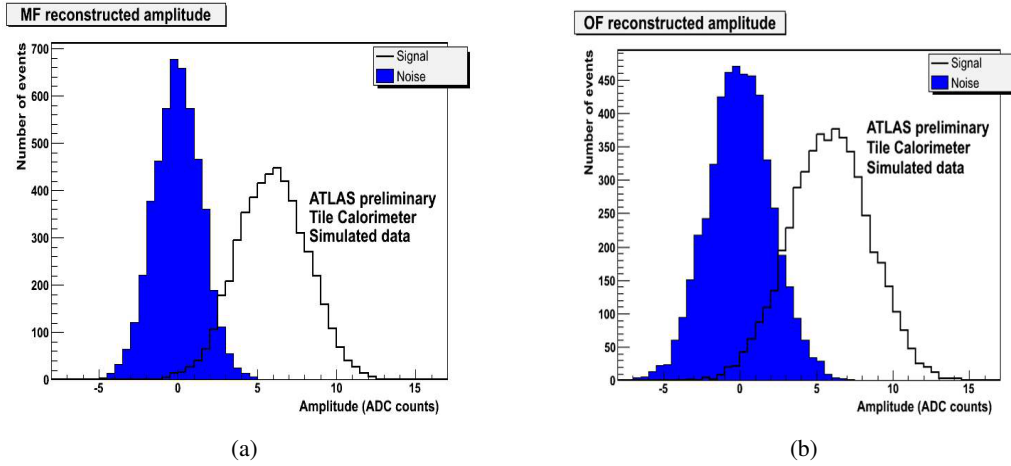 MF reconstructed amplitude
Number of events
700
600
500
400
300
200
100
0
-5
0
5
10
15
Amplitude (ADC counts)
Signal
Noise
ATLAS preliminary
Tile Calorimeter
Simulated data
(a)
OF reconstructed amplitude
Number of events
450
400
350
300
250
200
150
100
50
0
-5
0
5
10
15
Amplitude (ADC counts)
Signal
Noise
ATLAS preliminary
Tile Calorimeter
Simulated data
(b)